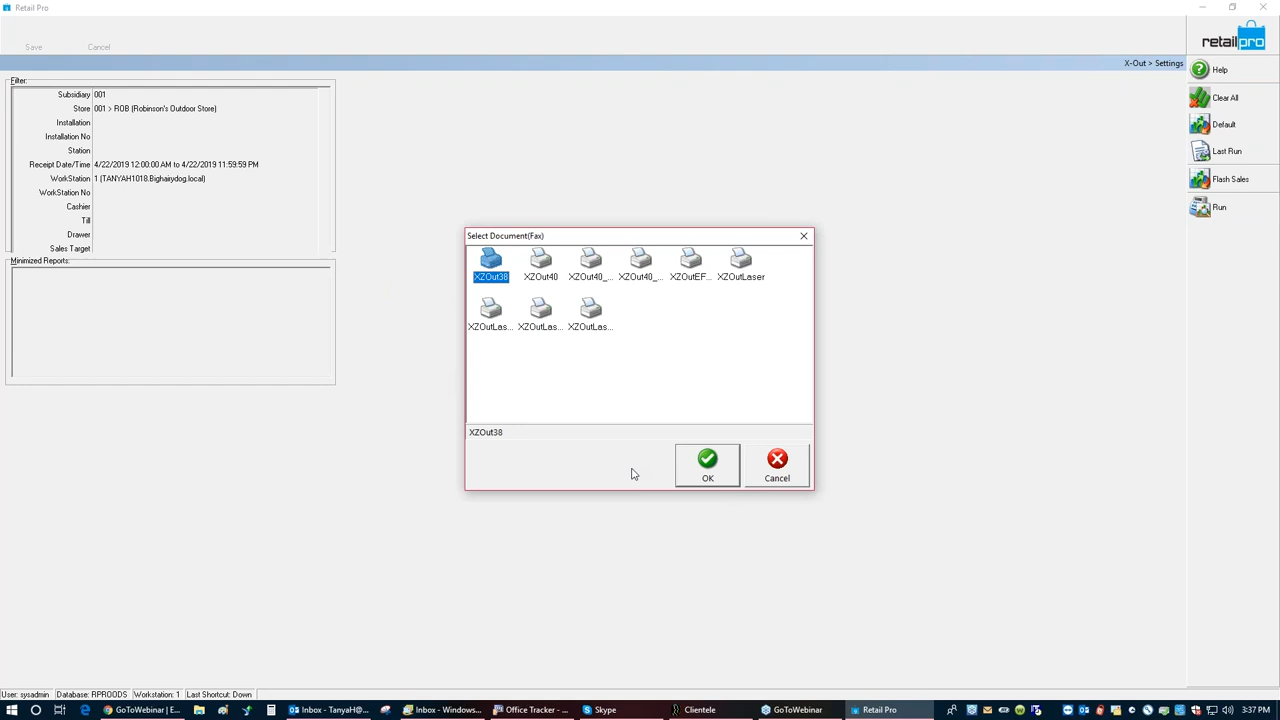 Retail Pro
Save Cancel
retailpro
X-Out > Settings
Filter:
Subsidiary 001
Store 001 > ROB (Robinson's Outdoor Store)
Installation
Installation No
Station
Receipt Date/Time 4/22/2019 12:00:00 AM to 4/22/2019 11:59:59 PM
WorkStation 1 (TANYAH1018.Bighairydog.local)
WorkStation No
Cashier
Till
Drawer
Sales Target
Minimized Reports:
Help
Clear All
Default
Last Run
Flash Sales
Run
Select Document(Fax)
XZOut38 XZOut40 XZOut40_... XZOut40_... XZOutEF... XZOutLaser
XZOutLas... XZOutLas... XZOutLas...
XZOut38
OK Cancel
User: sysadmin Database: RPROODS Workstation: 1 Last Shortcut: Down
GoToWebinar | E... Inbox - TanyaH@... Inbox - Windows... Office Tracker - ... Skype Clientele GoToWebinar Retail Pro 3:37 PM